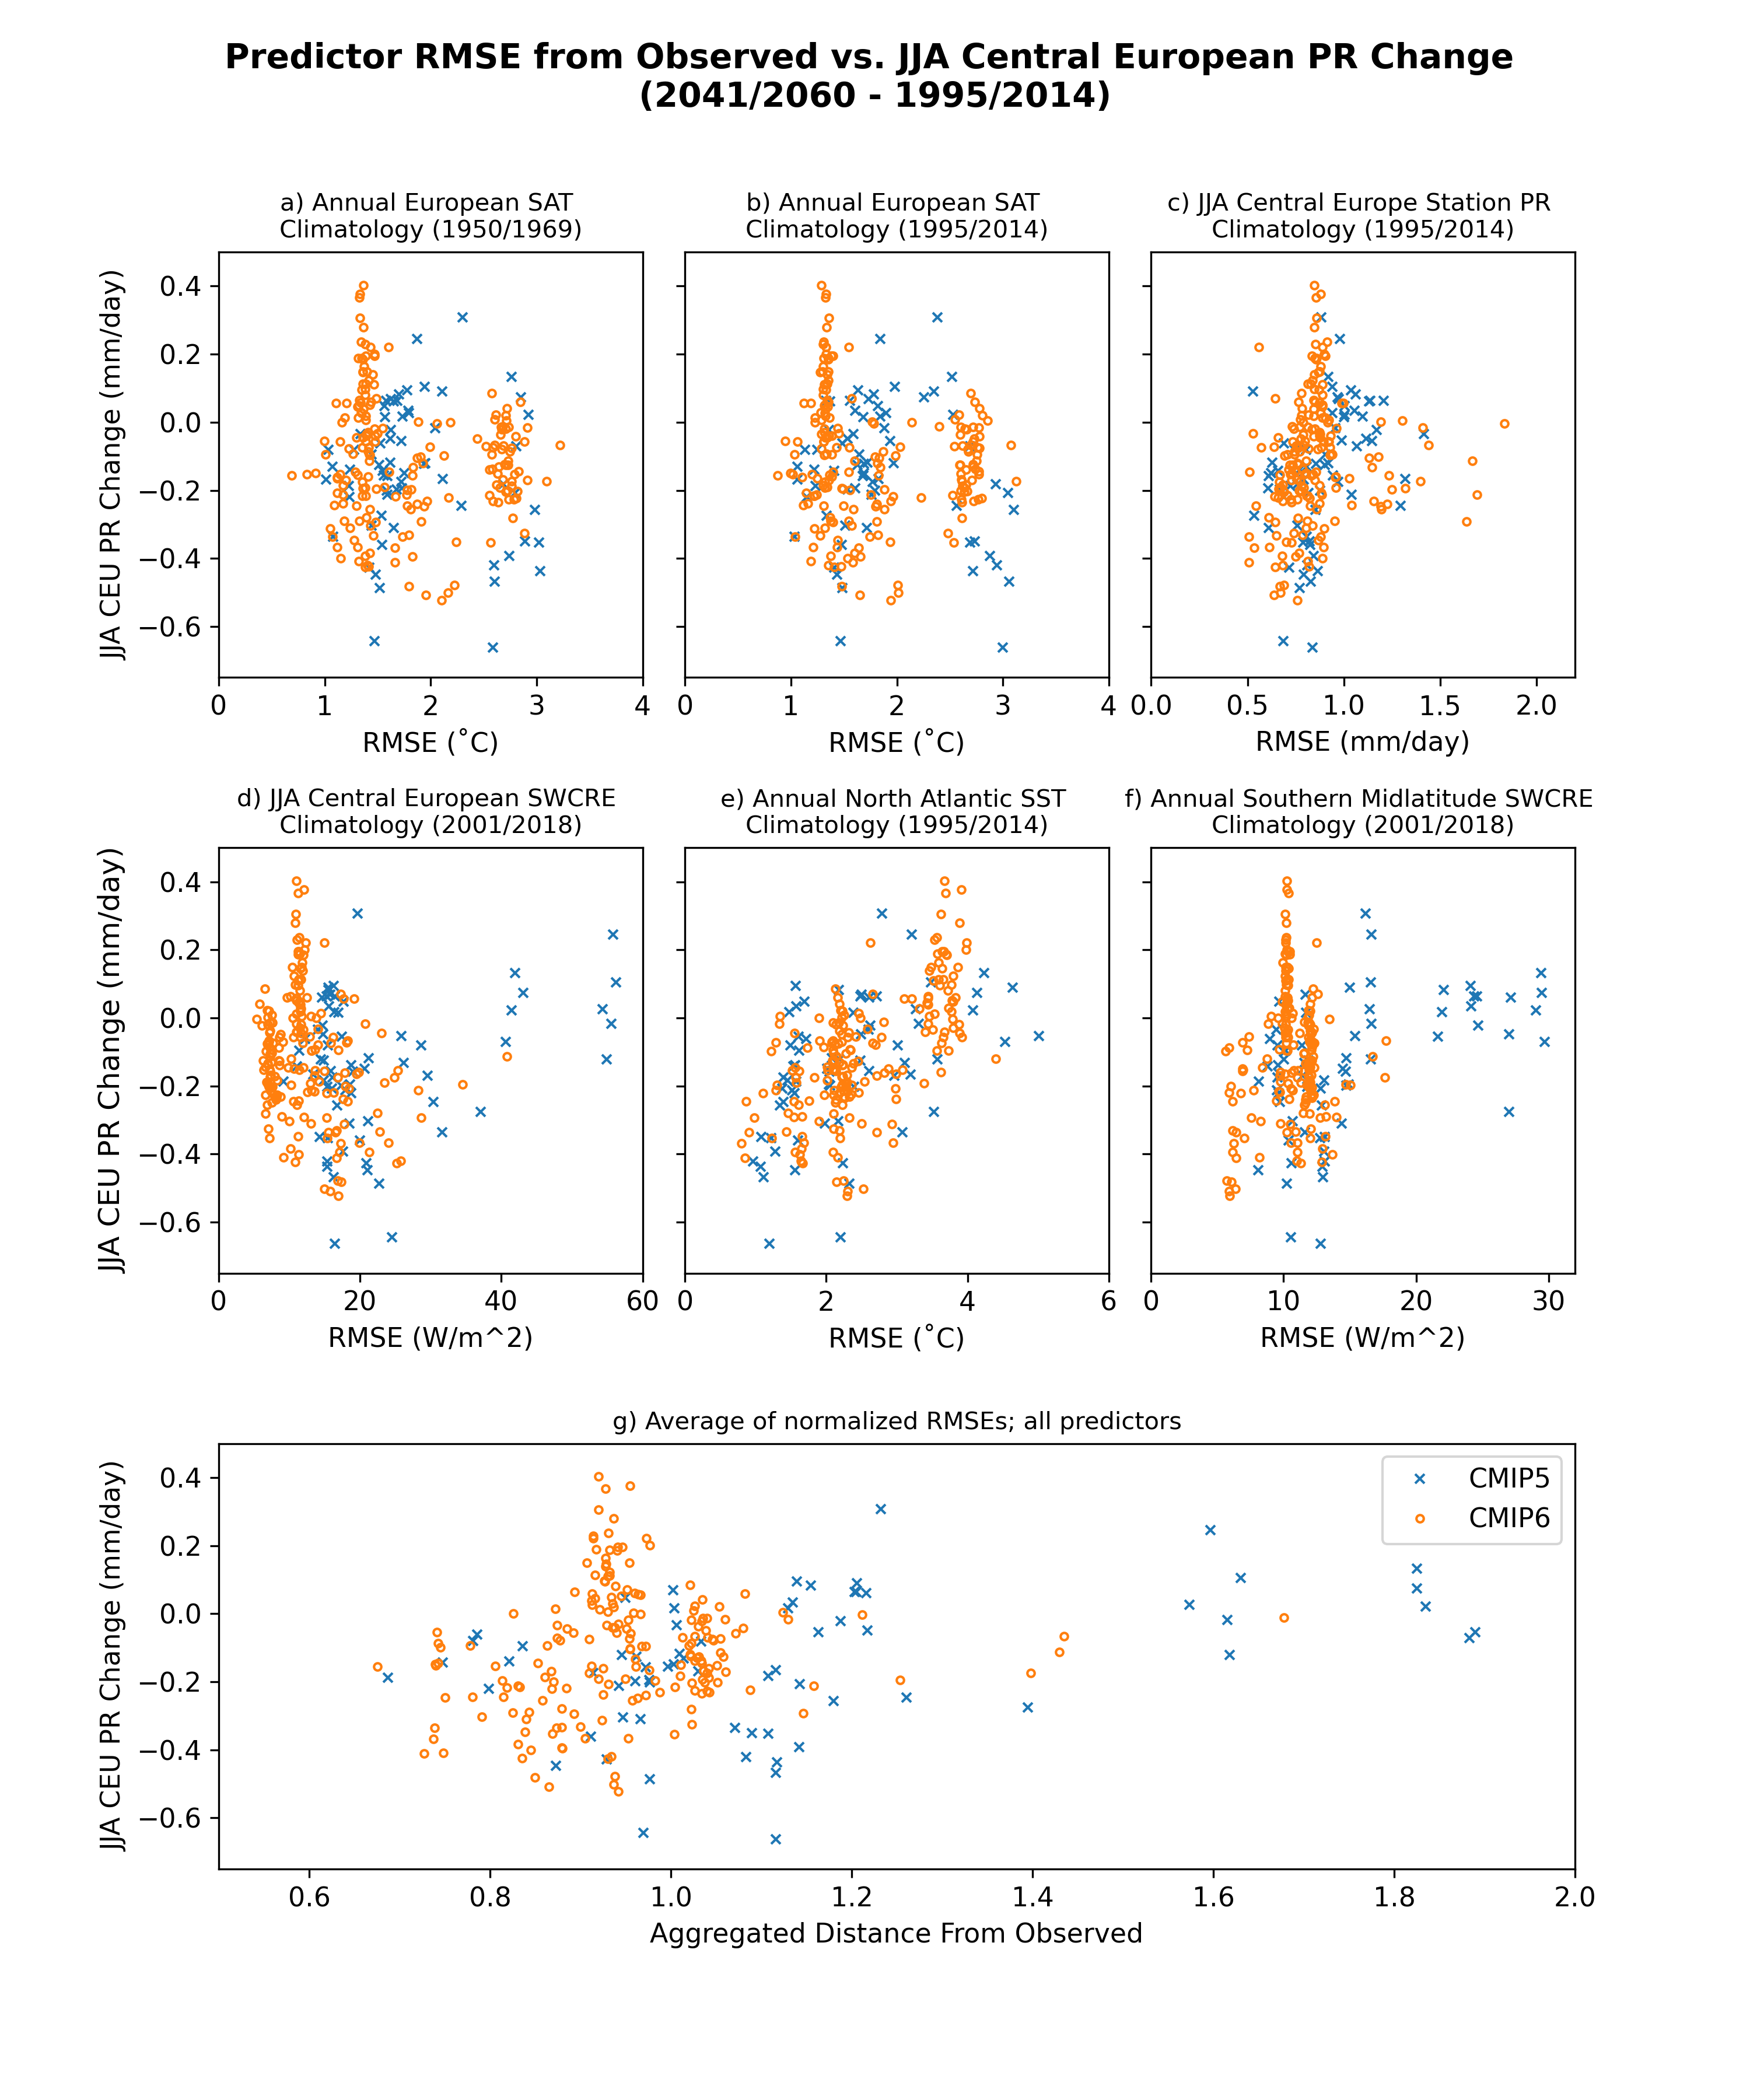 Predictor RMSE from Observed vs. JJA Central European PR Change
(2041/2060 - 1995/2014)
a) Annual European SAT
Climatology (1950/1969)
b) Annual European SAT
Climatology (1995/2014)
c) JJA Central Europe Station PR
Climatology (1995/2014)
JJA CEU PR Change (mm/day)
0.4
0.2
0.0
−0.2
−0.4
−0.6
0 1 2 3 4
0 1 2 3 4
0.0 0.5 1.0 1.5 2.0
RMSE (˚C)
RMSE (˚C)
RMSE (mm/day)
d) JJA Central European SWCRE
Climatology (2001/2018)
e) Annual North Atlantic SST
Climatology (1995/2014)
f) Annual Southern Midlatitude SWCRE
Climatology (2001/2018)
JJA CEU PR Change (mm/day)
0.4
0.2
0.0
−0.2
−0.4
−0.6
0 20 40 60
0 2 4 6
0 10 20 30
RMSE (W/m^2)
RMSE (˚C)
RMSE (W/m^2)
g) Average of normalized RMSEs; all predictors
JJA CEU PR Change (mm/day)
0.4
0.2
0.0
−0.2
−0.4
−0.6
CMIP5
CMIP6
0.6 0.8 1.0 1.2 1.4 1.6 1.8 2.0
Aggregated Distance From Observed